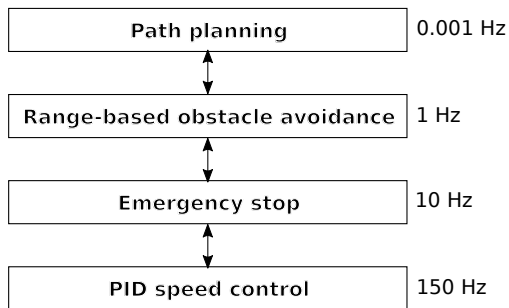 Path planning 0.001 Hz
Range-based obstacle avoidance 1 Hz
Emergency stop 10 Hz
PID speed control 150 Hz